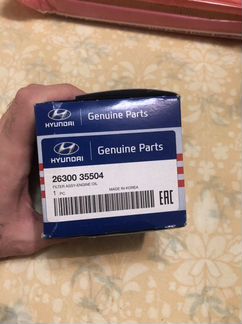 HYUNDAI
Genuine Parts
HYUNDAI
Genuine Parts
26300 35504
FILTER ASSY-ENGINE OIL
1 PC
MADE IN KOREA
EAC